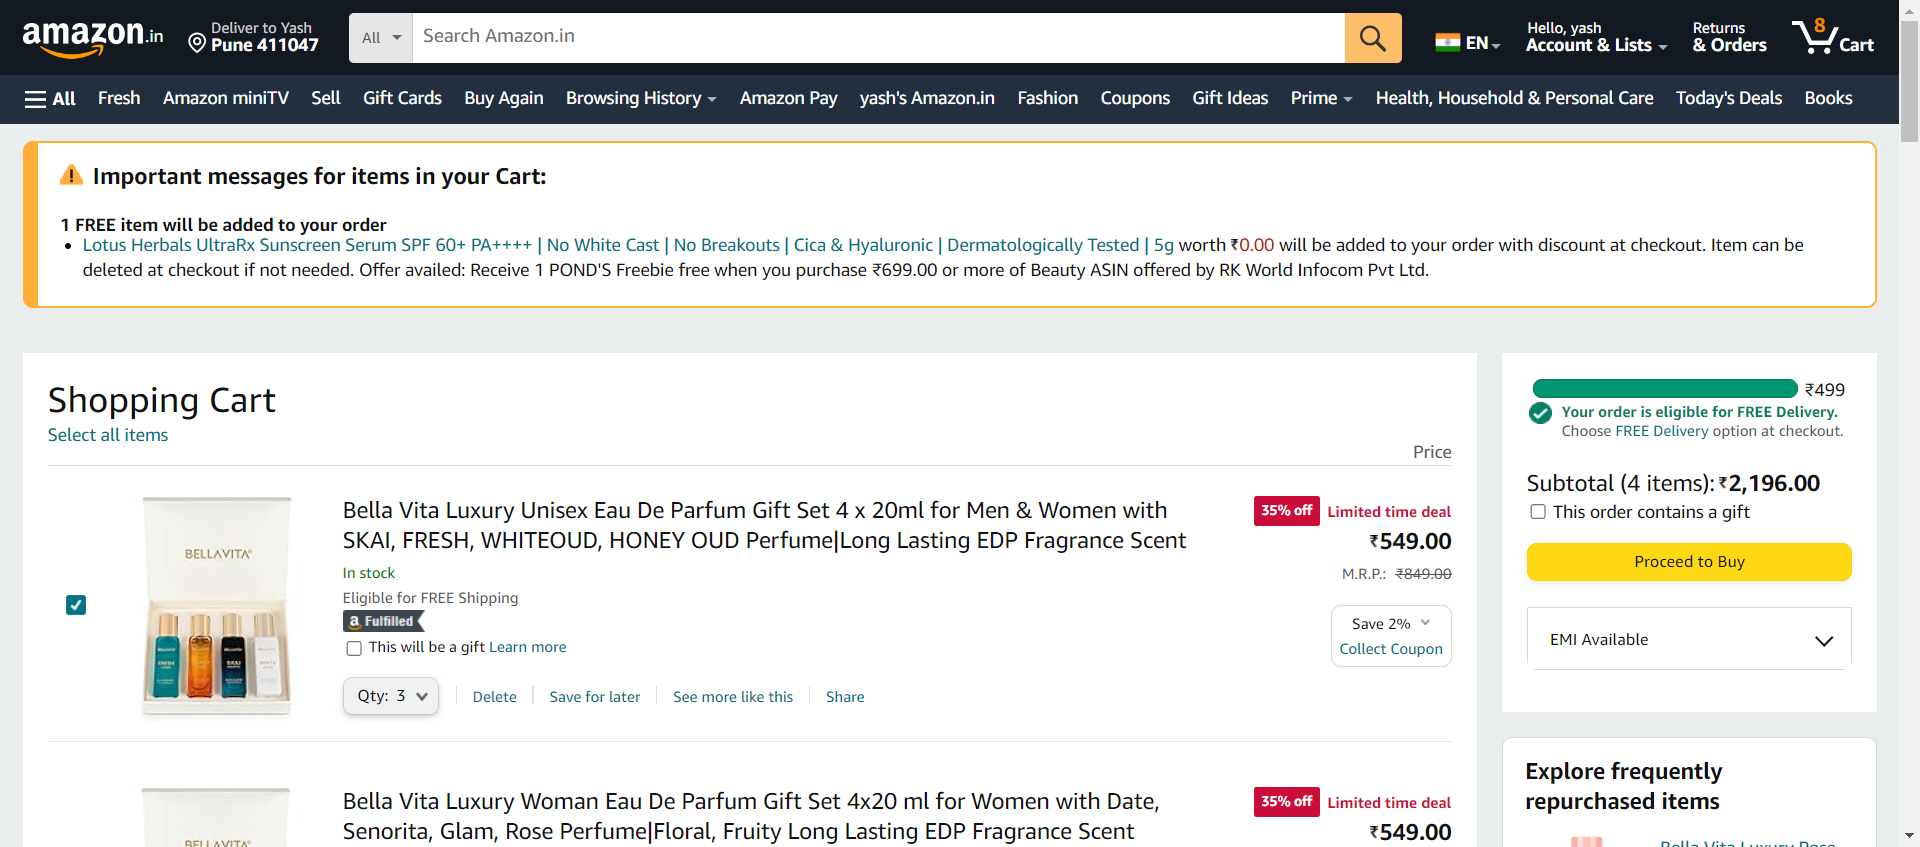 amazon.in
Deliver to Yash
Pune 411047
All
Search Amazon.in
EN
Hello, yash
Account & Lists
Returns
& Orders
8
Cart
All
Fresh
Amazon miniTV
Sell
Gift Cards
Buy Again
Browsing History
Amazon Pay
yash's Amazon.in
Fashion
Coupons
Gift Ideas
Prime
Health, Household & Personal Care
Today's Deals
Books
Important messages for items in your Cart:
1 FREE item will be added to your order
• Lotus Herbals UltraRx Sunscreen Serum SPF 60+ PA++++ | No White Cast | No Breakouts | Cica & Hyaluronic | Dermatologically Tested | 5g worth ₹0.00 will be added to your order with discount at checkout. Item can be
deleted at checkout if not needed. Offer availed: Receive 1 POND'S Freebie free when you purchase ₹699.00 or more of Beauty ASIN offered by RK World Infocom Pvt Ltd.
Shopping Cart
Select all items
Price
BELLAVITA
FRESH
SKAI
Bella Vita Luxury Unisex Eau De Parfum Gift Set 4 x 20ml for Men & Women with
SKAI, FRESH, WHITEOUD, HONEY OUD Perfume|Long Lasting EDP Fragrance Scent
In stock
Eligible for FREE Shipping
a Fulfilled
This will be a gift Learn more
Qty: 3
Delete
Save for later
See more like this
Share
35% off
Limited time deal
₹549.00
M.R.P.: ₹849.00
Save 2%
Collect Coupon
BELLAVITA
Bella Vita Luxury Woman Eau De Parfum Gift Set 4x20 ml for Women with Date,
Senorita, Glam, Rose Perfume|Floral, Fruity Long Lasting EDP Fragrance Scent
35% off
Limited time deal
₹549.00
₹499
Your order is eligible for FREE Delivery.
Choose FREE Delivery option at checkout.
Subtotal (4 items): ₹2,196.00
This order contains a gift
Proceed to Buy
EMI Available
Explore frequently
repurchased items
Bella Vita Luxury Rose